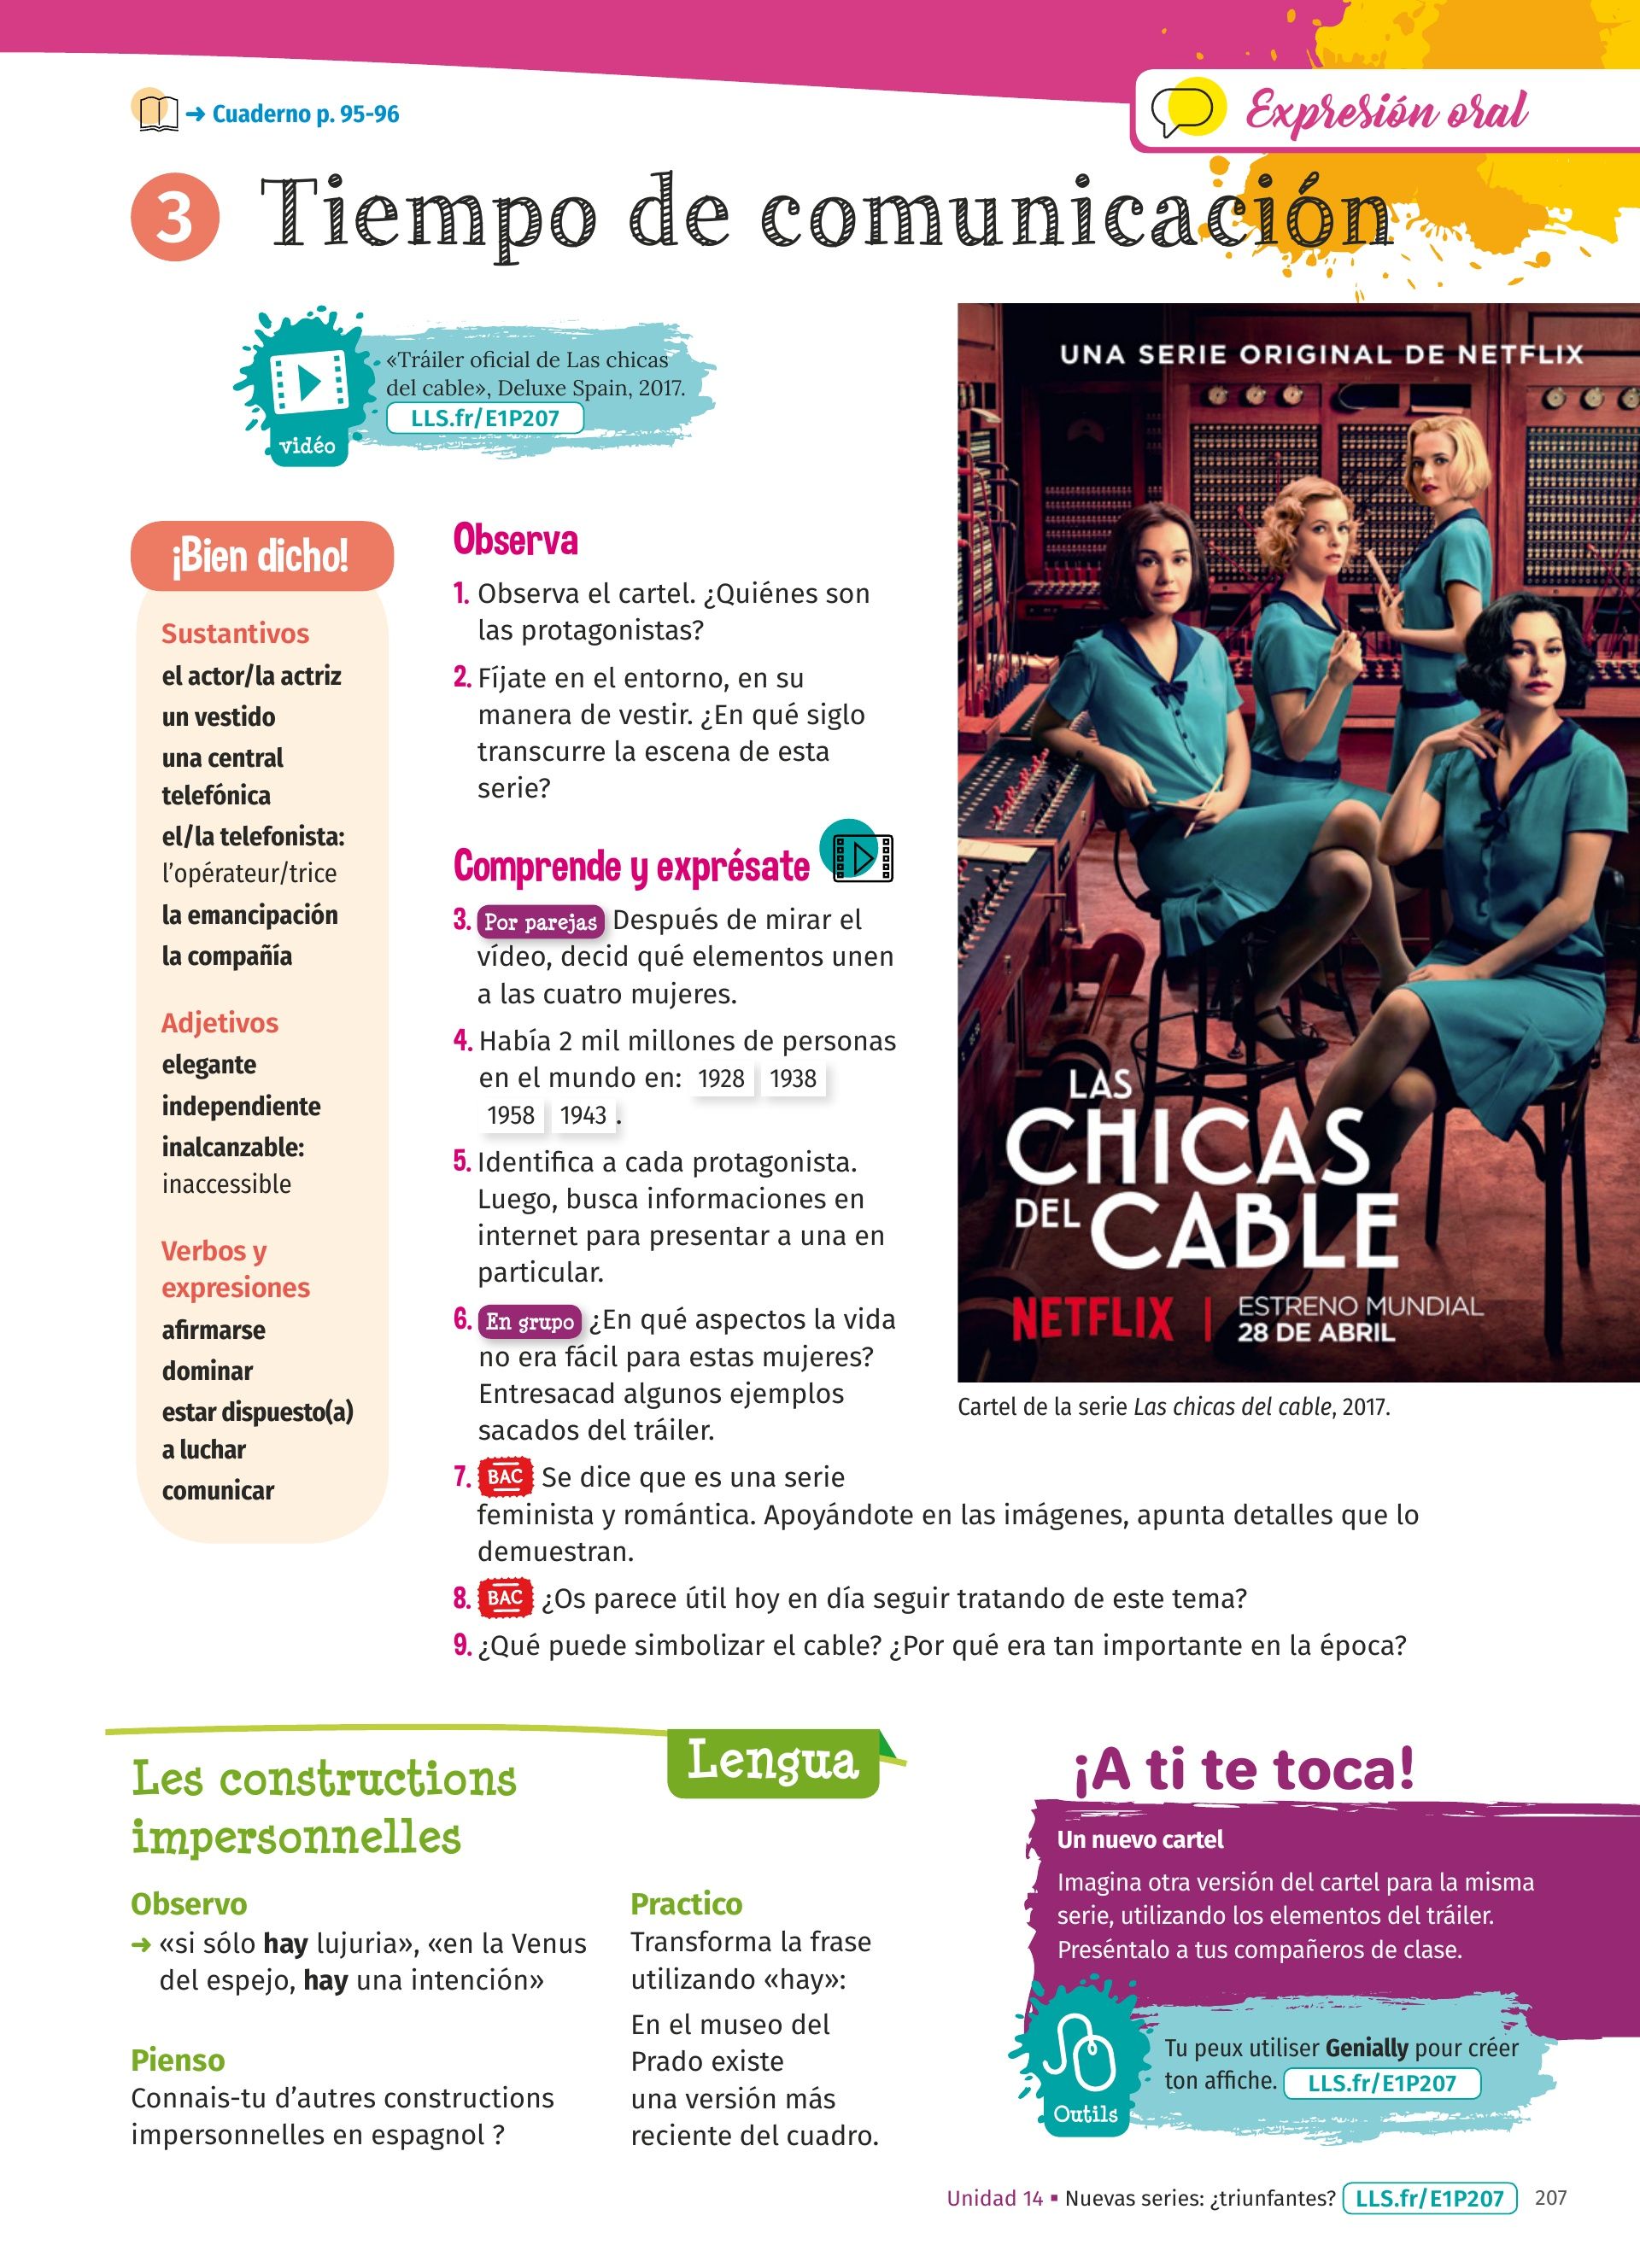 ➜ Cuaderno p. 95-96
Expresión oral
3 Tiempo de comunicación
«Tráiler oficial de Las chicas
del cable», Deluxe Spain, 2017.
LLS.fr/E1P207
vidéo
¡Bien dicho!
Sustantivos
el actor/la actriz
un vestido
una central
telefónica
el/la telefonista:
l'opérateur/trice
la emancipación
la compañía
Adjetivos
elegante
independiente
inalcanzable:
inaccessible
Verbos y
expresiones
afirmarse
dominar
estar dispuesto(a)
a luchar
comunicar
Observa
1. Observa el cartel. ¿Quiénes son
las protagonistas?
2. Fíjate en el entorno, en su
manera de vestir. ¿En qué siglo
transcurre la escena de esta
serie?
Comprende y exprésate
3. Por parejas Después de mirar el
vídeo, decid qué elementos unen
a las cuatro mujeres.
4. Había 2 mil millones de personas
en el mundo en: 1928 1938
1958 1943 .
5. Identifica a cada protagonista.
Luego, busca informaciones en
internet para presentar a una en
particular.
6. En grupo ¿En qué aspectos la vida
no era fácil para estas mujeres?
Entresacad algunos ejemplos
sacados del tráiler.
7. BAC Se dice que es una serie
feminista y romántica. Apoyándote en las imágenes, apunta detalles que lo
demuestran.
8. BAC ¿Os parece útil hoy en día seguir tratando de este tema?
9. ¿Qué puede simbolizar el cable? ¿Por qué era tan importante en la época?
UNA SERIE ORIGINAL DE NETFLIX
LAS
CHICAS
DEL CABLE
NETFLIX | ESTRENO MUNDIAL
28 DE ABRIL
Cartel de la serie Las chicas del cable, 2017.
Lengua
Les constructions
impersonnelles
Observo
➜ «si sólo hay lujuria», «en la Venus
del espejo, hay una intención»
Pienso
Connais-tu d'autres constructions
impersonnelles en espagnol ?
Practico
Transforma la frase
utilizando «hay»:
En el museo del
Prado existe
una versión más
reciente del cuadro.
¡A ti te toca!
Un nuevo cartel
Imagina otra versión del cartel para la misma
serie, utilizando los elementos del tráiler.
Preséntalo a tus compañeros de clase.
Tu peux utiliser Genially pour créer
ton affiche. LLS.fr/E1P207
Outils
Unidad 14 ▪ Nuevas series: ¿triunfantes? LLS.fr/E1P207 207